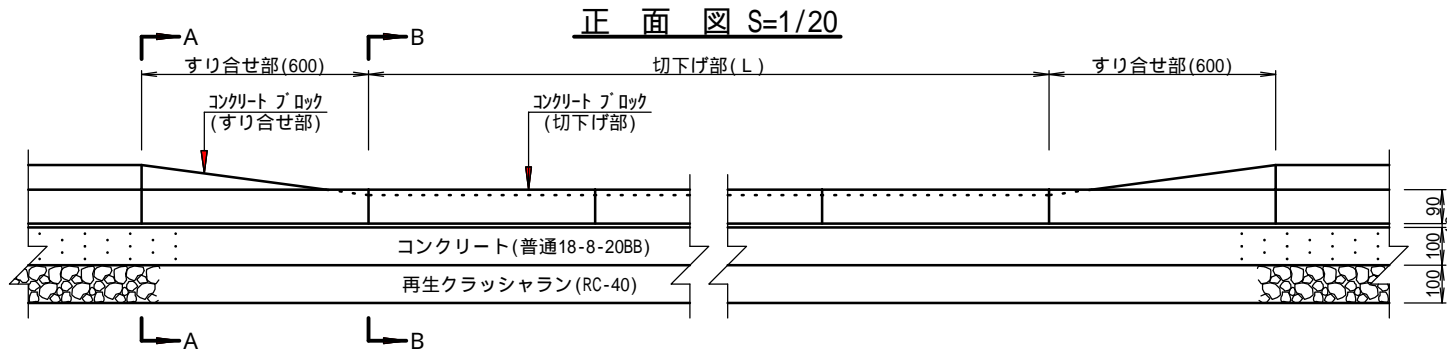 正 面 図 S=1/20
A
B
すり合せ部(600)
切下げ部(L)
すり合せ部(600)
ｺﾝｸﾘｰﾄ ﾌﾞﾛｯｸ
(すり合せ部)
ｺﾝｸﾘｰﾄ ﾌﾞﾛｯｸ
(切下げ部)
90
コンクリート(普通18-8-20BB)
100
再生クラッシャラン(RC-40)
100
A
B